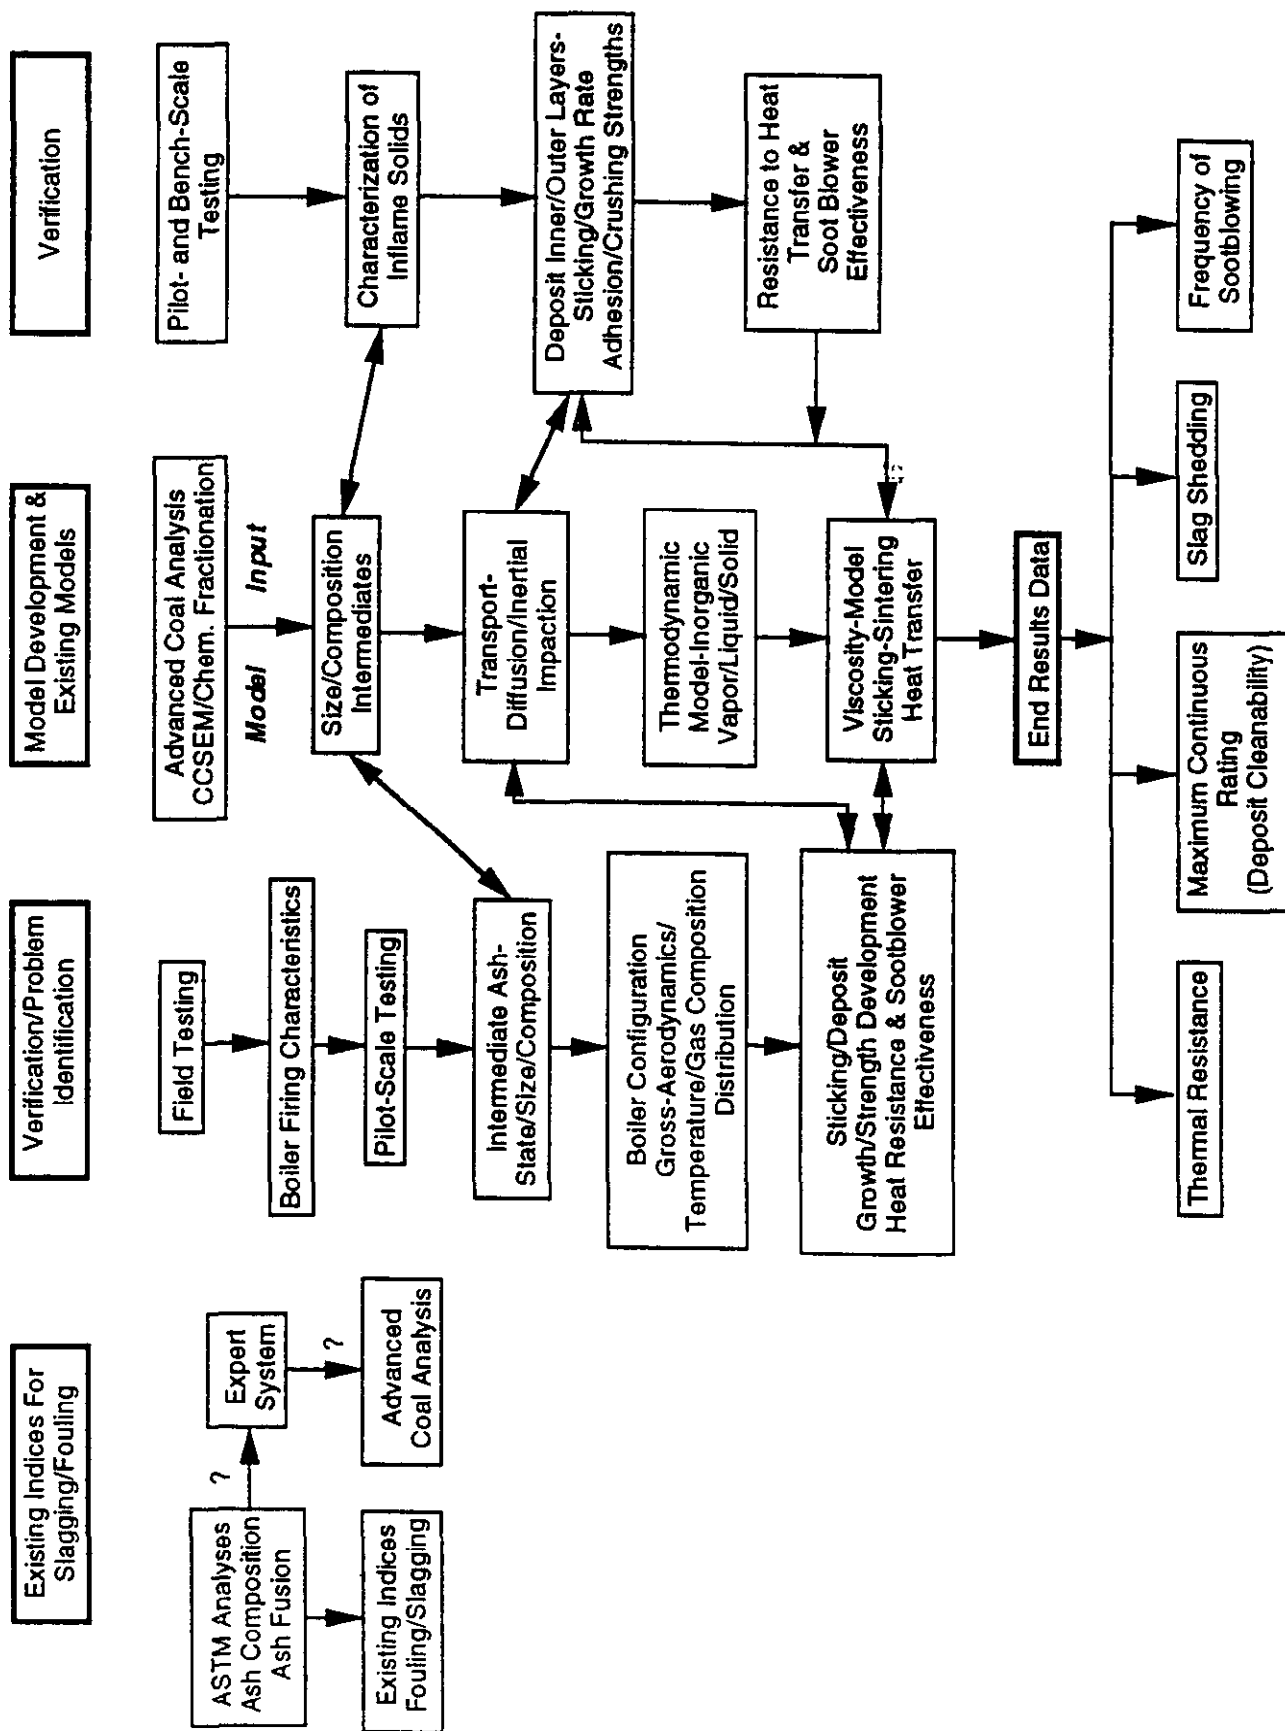 Existing Indices For
Slagging/Fouling
ASTM Analyses
Ash Composition
Ash Fusion
?
Expert
System
?
Existing Indices
Fouling/Slagging
Advanced
Coal Analysis
Verification/Problem
Identification
Field Testing
Boiler Firing Characteristics
Pilot-Scale Testing
Intermediate Ash-
State/Size/Composition
Boiler Configuration
Gross-Aerodynamics/
Temperature/Gas Composition
Distribution
Sticking/Deposit
Growth/Strength Development
Heat Resistance & Sootblower
Effectiveness
Model Development &
Existing Models
Advanced Coal Analysis
CCSEM/Chem. Fractionation
Model Input
Size/Composition
Intermediates
Transport-
Diffusion/Inertial
Impaction
Thermodynamic
Model-Inorganic
Vapor/Liquid/Solid
Viscosity-Model
Sticking-Sintering
Heat Transfer
End Results Data
Verification
Pilot- and Bench-Scale
Testing
Characterization of
Inflame Solids
Deposit Inner/Outer Layers-
Sticking/Growth Rate
Adhesion/Crushing Strengths
Resistance to Heat
Transfer &
Soot Blower
Effectiveness
Thermal Resistance
Maximum Continuous
Rating
(Deposit Cleanability)
Slag Shedding
Frequency of
Sootblowing